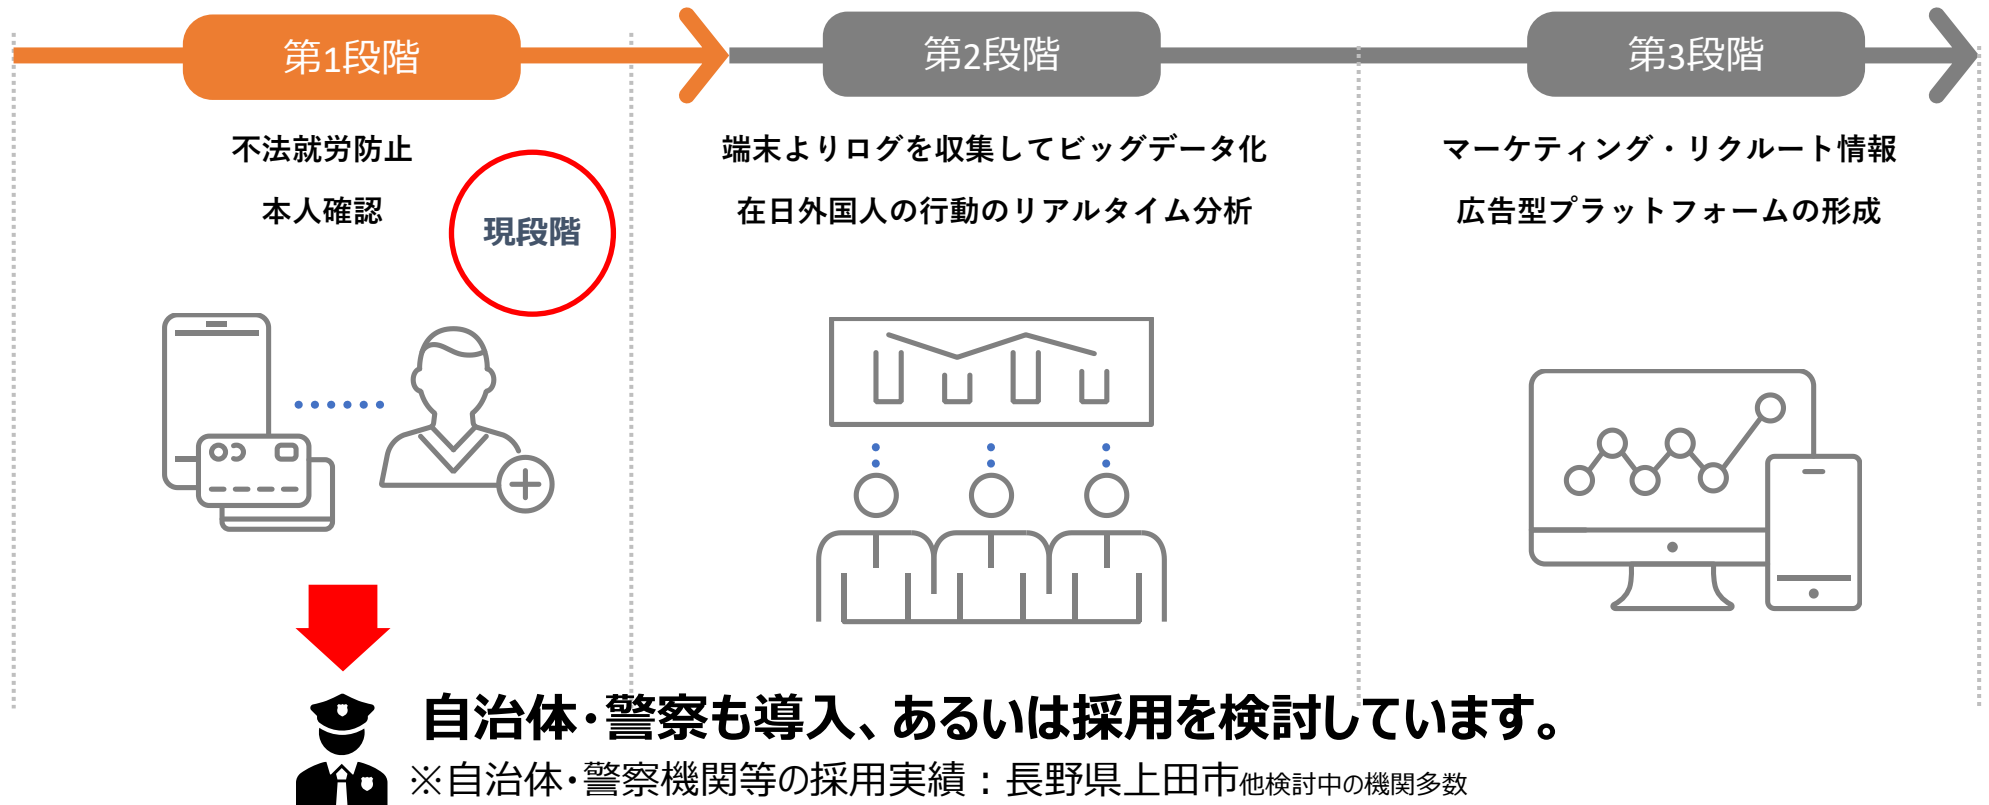 第1段階
第2段階
第3段階
不法就労防止
本人確認
現段階
端末よりログを収集してビッグデータ化
在日外国人の行動のリアルタイム分析
マーケティング・リクルート情報
広告型プラットフォームの形成
自治体・警察も導入、あるいは採用を検討しています。
※自治体・警察機関等の採用実績：長野県上田市他検討中の機関多数